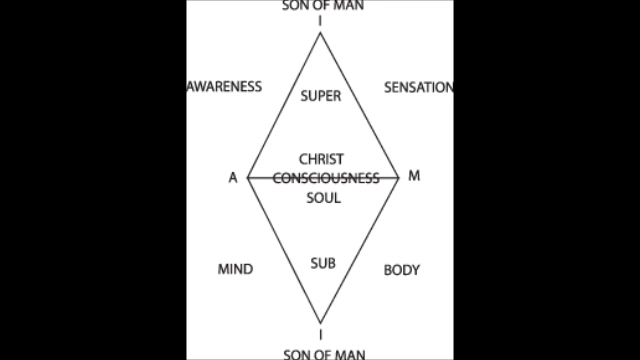 SON OF MAN
I
AWARENESS
SENSATION
SUPER
CHRIST
A
CONSCIOUSNESS
M
SOUL
MIND
SUB
BODY
I
SON OF MAN